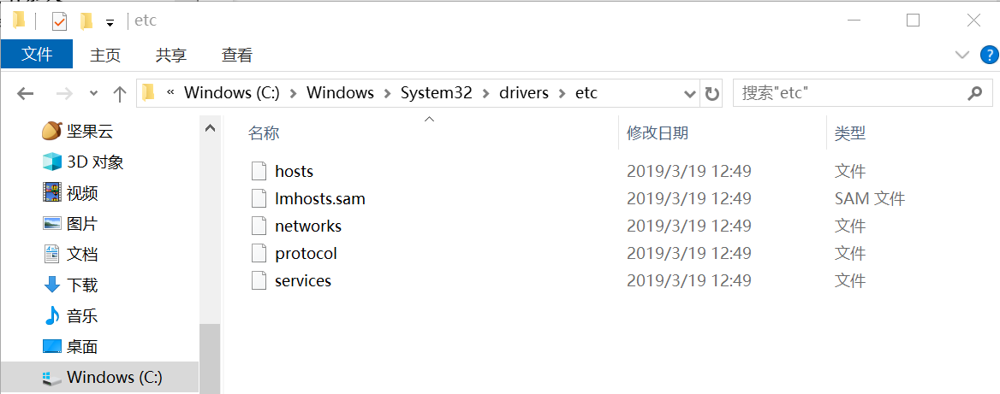 etc
文件 主页 共享 查看
« Windows (C:) > Windows > System32 > drivers > etc 搜索"etc"
名称 修改日期 类型
坚果云
3D 对象
视频
图片
文档
下载
音乐
桌面
Windows (C:)
hosts 2019/3/19 12:49 文件
lmhosts.sam 2019/3/19 12:49 SAM 文件
networks 2019/3/19 12:49 文件
protocol 2019/3/19 12:49 文件
services 2019/3/19 12:49 文件